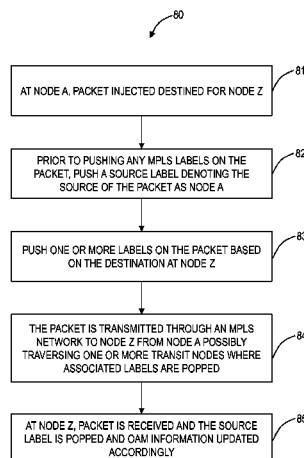 80
81
AT NODE A, PACKET INJECTED DESTINED FOR NODE Z
82
PRIOR TO PUSHING ANY MPLS LABELS ON THE
PACKET, PUSH A SOURCE LABEL DENOTING
THE SOURCE OF THE PACKET AS NODE A
83
PUSH ONE OR MORE LABELS ON THE PACKET BASED
ON THE DESTINATION AT NODE Z
84
THE PACKET IS TRANSMITTED THROUGH AN MPLS
NETWORK TO NODE Z FROM NODE A POSSIBLY
TRAVERSING ONE OR MORE TRANSIT NODES WHERE
ASSOCIATED LABELS ARE POPPED
85
AT NODE Z, PACKET IS RECEIVED AND THE SOURCE
LABEL IS POPPED AND OAM INFORMATION UPDATED
ACCORDINGLY